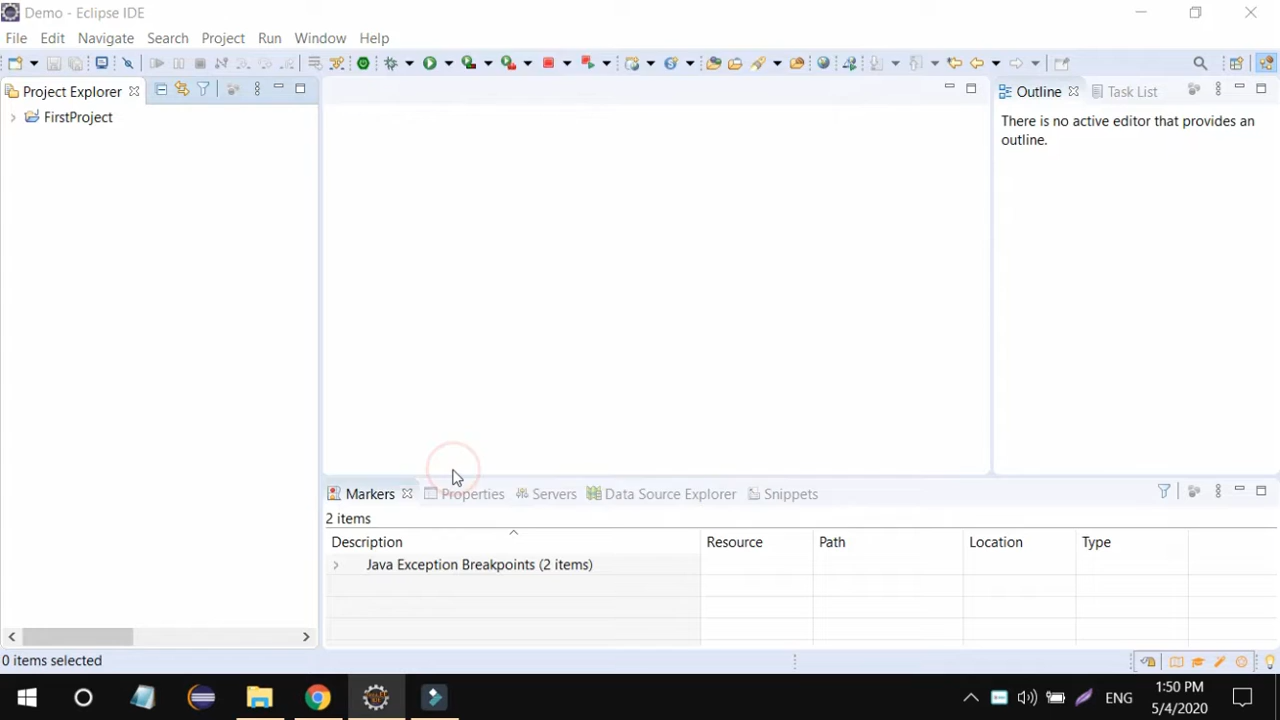 Demo - Eclipse IDE
File Edit Navigate Search Project Run Window Help
Project Explorer
FirstProject
Outline Task List
There is no active editor that provides an
outline.
Markers Properties Servers Data Source Explorer Snippets
2 items
Description Resource Path Location Type
Java Exception Breakpoints (2 items)
0 items selected
ENG
1:50 PM
5/4/2020